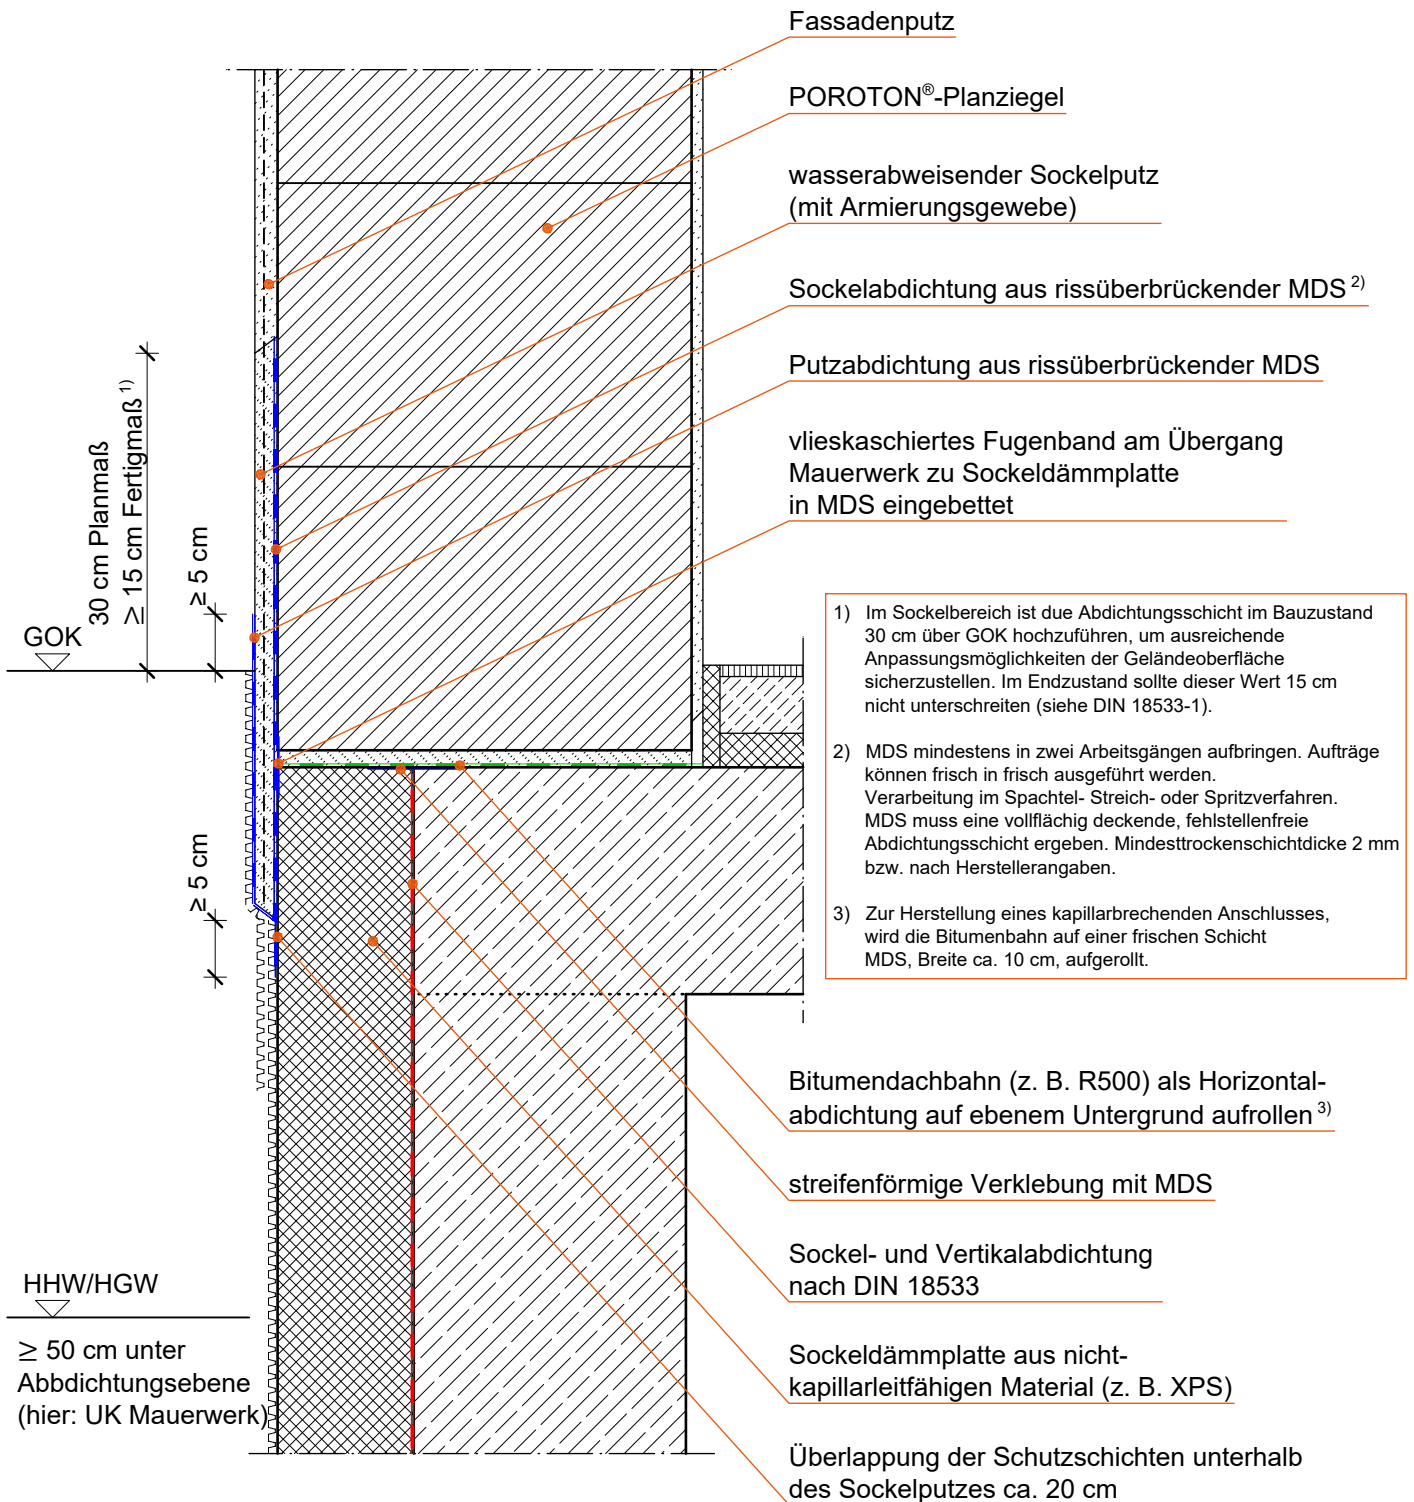 Fassadenputz
POROTON®-Planziegel
wasserabweisender Sockelputz
(mit Armierungsgewebe)
Sockelabdichtung aus rissüberbrückender MDS 2)
Putzabdichtung aus rissüberbrückender MDS
vlieskaschiertes Fugenband am Übergang
Mauerwerk zu Sockeldämmplatte
in MDS eingebettet
30 cm Planmaß
≥ 15 cm Fertigmaß 1)
≥ 5 cm
GOK
≥ 5 cm
1) Im Sockelbereich ist due Abdichtungsschicht im Bauzustand
30 cm über GOK hochzuführen, um ausreichende
Anpassungsmöglichkeiten der Geländeoberfläche
sicherzustellen. Im Endzustand sollte dieser Wert 15 cm
nicht unterschreiten (siehe DIN 18533-1).
2) MDS mindestens in zwei Arbeitsgängen aufbringen. Aufträge
können frisch in frisch ausgeführt werden.
Verarbeitung im Spachtel- Streich- oder Spritzverfahren.
MDS muss eine vollflächig deckende, fehlstellenfreie
Abdichtungsschicht ergeben. Mindesttrockenschichtdicke 2 mm
bzw. nach Herstellerangaben.
3) Zur Herstellung eines kapillarbrechenden Anschlusses,
wird die Bitumenbahn auf einer frischen Schicht
MDS, Breite ca. 10 cm, aufgerollt.
Bitumendachbahn (z. B. R500) als Horizontal-
abdichtung auf ebenem Untergrund aufrollen 3)
streifenförmige Verklebung mit MDS
Sockel- und Vertikalabdichtung
nach DIN 18533
Sockeldämmplatte aus nicht-
kapillarleitfähigen Material (z. B. XPS)
Überlappung der Schutzschichten unterhalb
des Sockelputzes ca. 20 cm
HHW/HGW
≥ 50 cm unter
Abbdichtungsebene
(hier: UK Mauerwerk)